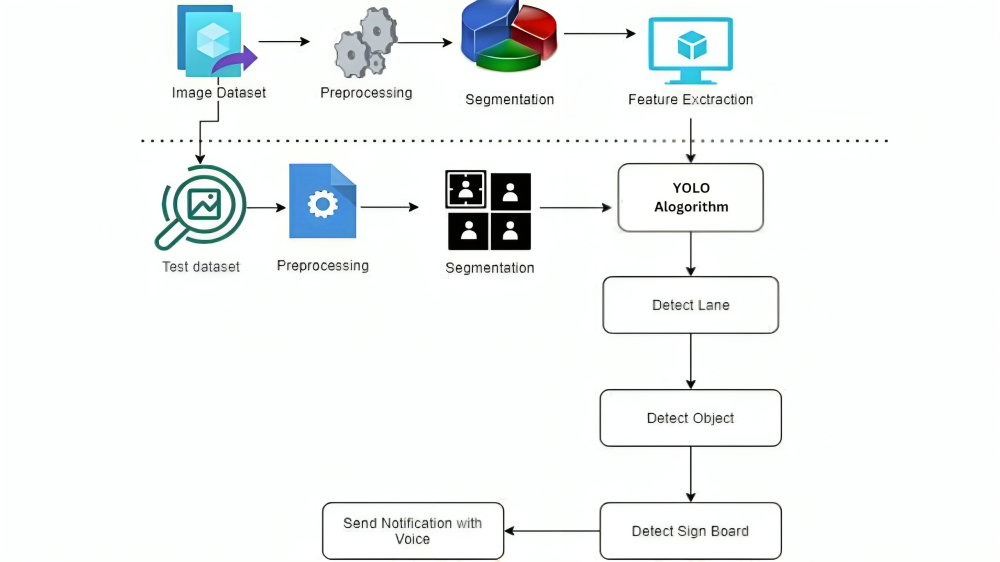 Image Dataset
Preprocessing
Segmentation
Feature Exctraction
YOLO
Alogorithm
Test dataset
Preprocessing
Segmentation
Detect Lane
Detect Object
Send Notification with
Voice
Detect Sign Board